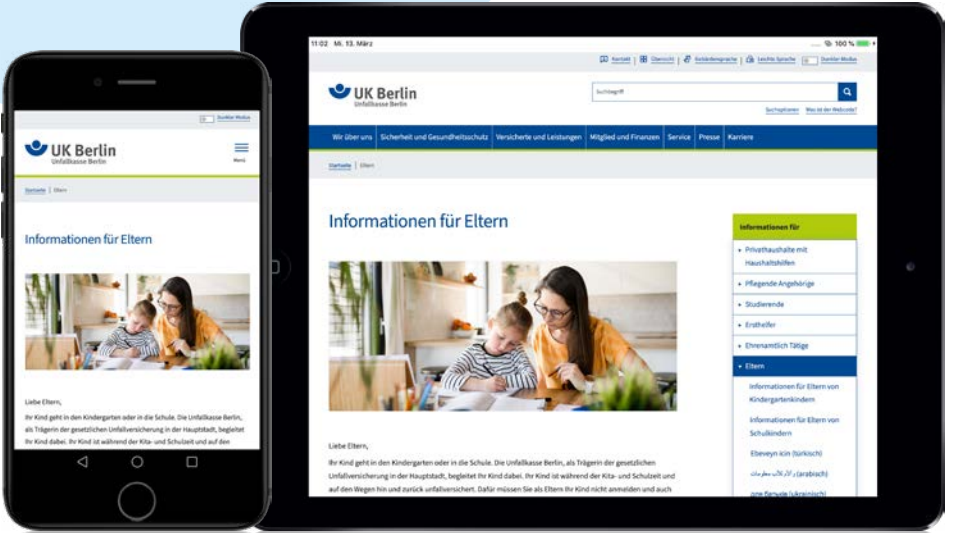 Dunkler Modus
UK Berlin
Unfallkasse Berlin
Menü
Startseite | Eltern
Informationen für Eltern
Liebe Eltern,
Ihr Kind geht in den Kindergarten oder in die Schule. Die Unfallkasse Berlin,
als Trägerin der gesetzlichen Unfallversicherung in der Hauptstadt, begleitet
Ihr Kind dabei. Ihr Kind ist während der Kita- und Schulzeit und auf den
11:02 Mi. 13. März
100 %
Kontakt | Übersicht | Gebärdensprache | Leichte Sprache Dunkler Modus
UK Berlin
Unfallkasse Berlin
Suchbegriff
Suchoptionen Was ist der Webcode?
Wir über uns Sicherheit und Gesundheitsschutz Versicherte und Leistungen Mitglied und Finanzen Service Presse Karriere
Startseite | Eltern
Informationen für Eltern
Liebe Eltern,
Ihr Kind geht in den Kindergarten oder in die Schule. Die Unfallkasse Berlin, als Trägerin der gesetzlichen
Unfallversicherung in der Hauptstadt, begleitet Ihr Kind dabei. Ihr Kind ist während der Kita- und Schulzeit und
auf den Wegen hin und zurück unfallversichert. Dafür müssen Sie als Eltern Ihr Kind nicht anmelden und auch
Informationen für
Privathaushalte mit
Haushaltshilfen
Pflegende Angehörige
Studierende
Ersthelfer
Ehrenamtlich Tätige
Eltern
Informationen für Eltern von
Kindergartenkindern
Informationen für Eltern von
Schulkindern
Ebeveyn icin (türkisch)
(arabisch)
(ukrainisch)